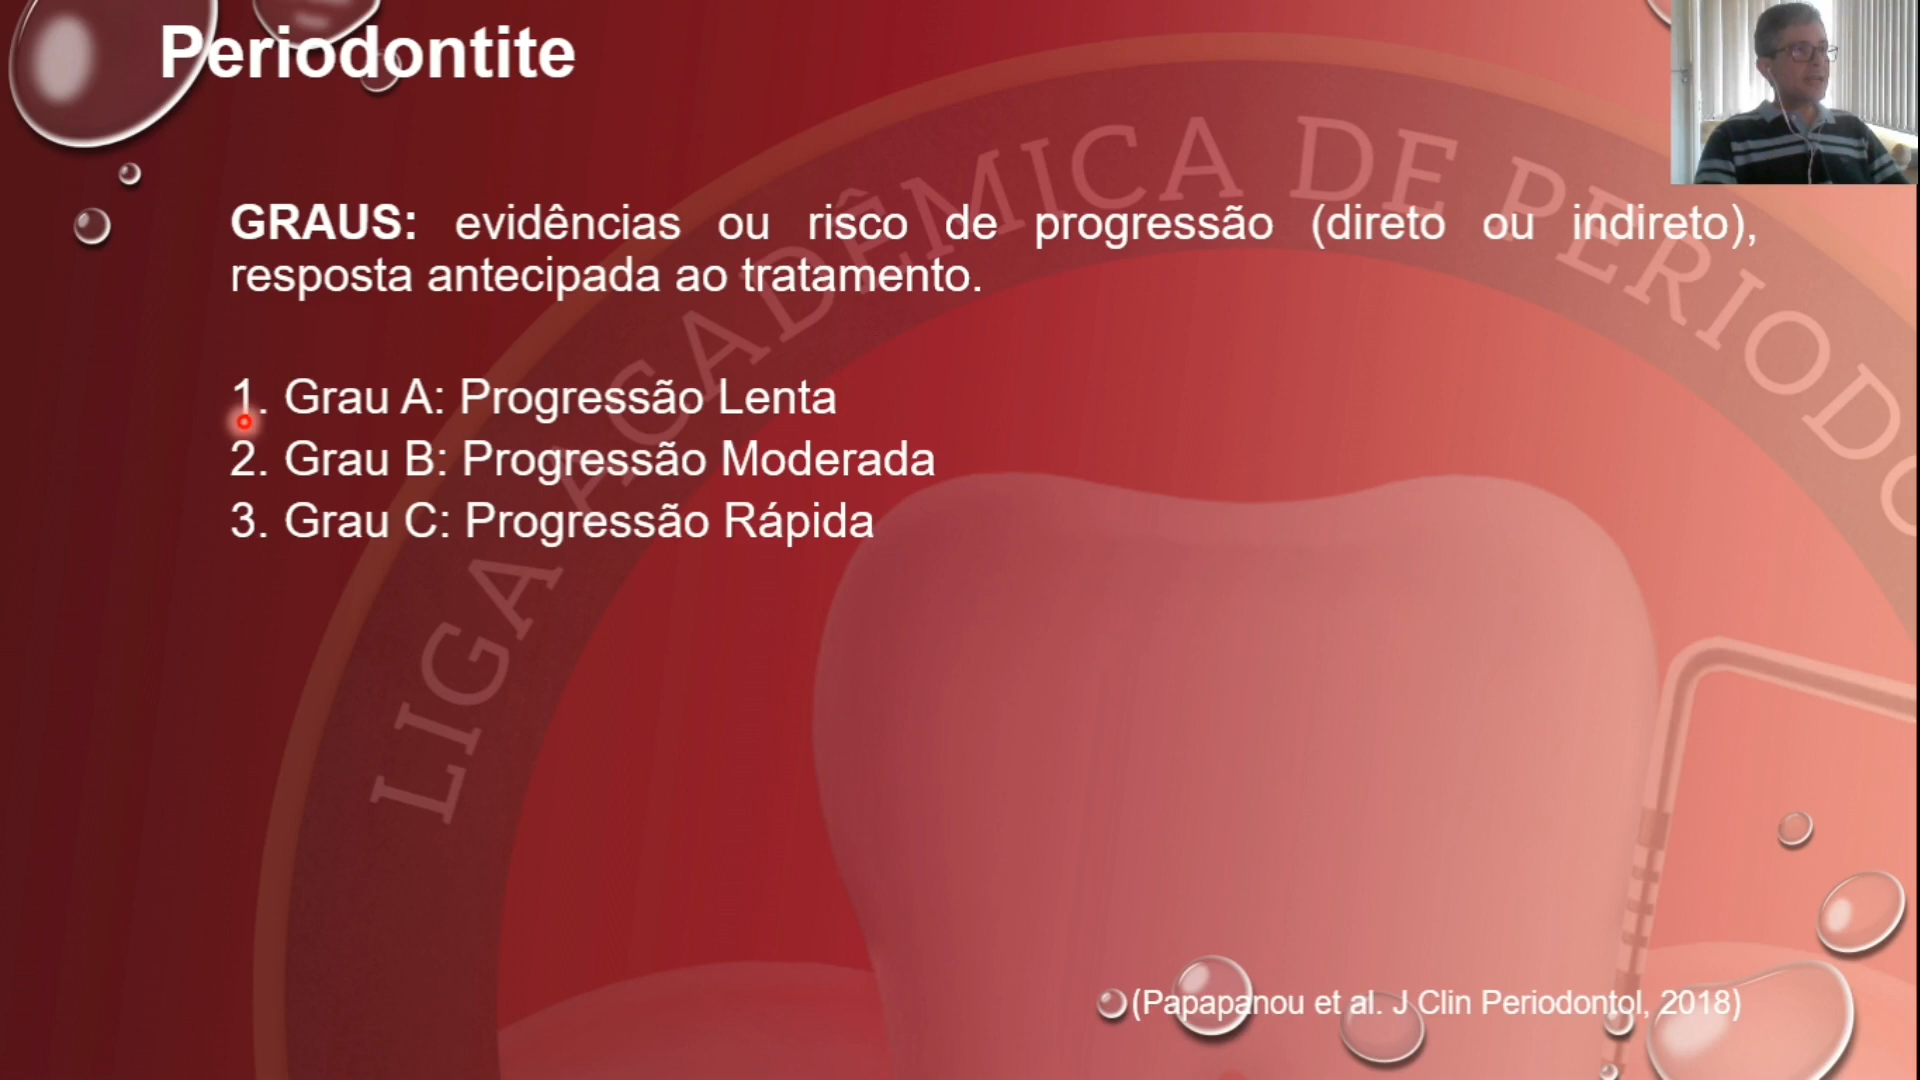 Periodontite
GRAUS: evidências ou risco de progressão (direto ou indireto),
resposta antecipada ao tratamento.
1. Grau A: Progressão Lenta
2. Grau B: Progressão Moderada
3. Grau C: Progressão Rápida
LIGA ACADÊMICA DE PERIODO
(Papapanou et al. J Clin Periodontol, 2018)